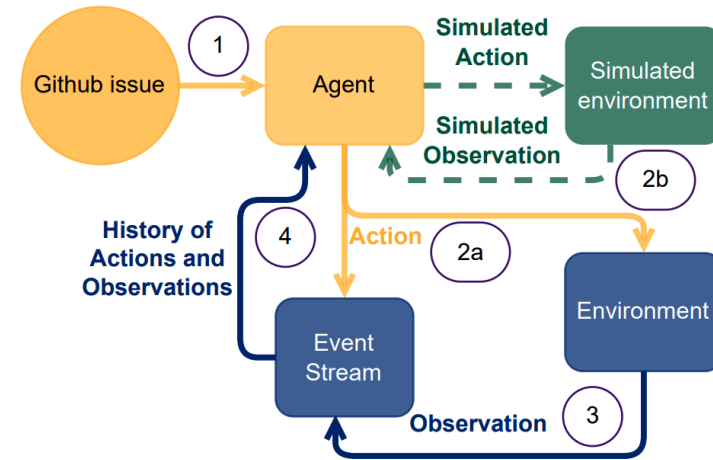 1
Github issue
Agent
Simulated
Action
Simulated
environment
Simulated
Observation
2b
History of
Actions and
Observations
4
Action
2a
Environment
Event
Stream
Observation
3